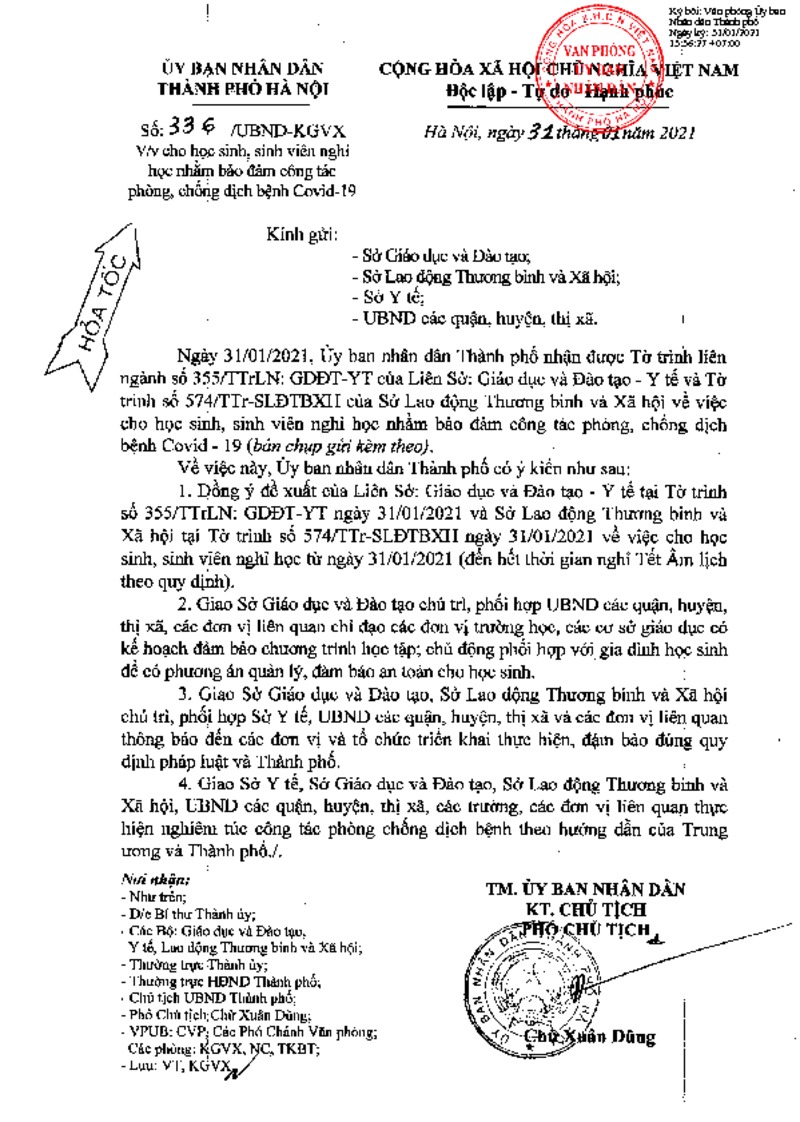 Ký bởi: Văn phòng Ủy ban
Nhân dân Thành phố
Ngày ký: 31/01/2021
15:56:27 +07:00
VĂN PHÒNG
ỦY BAN
NHÂN DÂN
ỦY BAN NHÂN DÂN
THÀNH PHỐ HÀ NỘI
CỘNG HÒA XÃ HỘI CHỦ NGHĨA VIỆT NAM
Độc lập - Tự do - Hạnh phúc
Số: 336 /UBND-KGVX
V/v cho học sinh, sinh viên nghỉ
học nhằm bảo đảm công tác
phòng, chống dịch bệnh Covid-19
Hà Nội, ngày 31 tháng 01 năm 2021
HỎA TỐC
Kính gửi:
- Sở Giáo dục và Đào tạo;
- Sở Lao động Thương binh và Xã hội;
- Sở Y tế;
- UBND các quận, huyện, thị xã.
Ngày 31/01/2021, Ủy ban nhân dân Thành phố nhận được Tờ trình liên
ngành số 355/TTrLN: GDĐT-YT của Liên Sở: Giáo dục và Đào tạo - Y tế và Tờ
trình số 574/TTr-SLĐTBXH của Sở Lao động Thương binh và Xã hội về việc
cho học sinh, sinh viên nghỉ học nhằm bảo đảm công tác phòng, chống dịch
bệnh Covid - 19 (bản chụp gửi kèm theo).
Về việc này, Ủy ban nhân dân Thành phố có ý kiến như sau:
1. Đồng ý đề xuất của Liên Sở: Giáo dục và Đào tạo - Y tế tại Tờ trình
số 355/TTrLN: GDĐT-YT ngày 31/01/2021 và Sở Lao động Thương binh và
Xã hội tại Tờ trình số 574/TTr-SLĐTBXH ngày 31/01/2021 về việc cho học
sinh, sinh viên nghỉ học từ ngày 31/01/2021 (đến hết thời gian nghỉ Tết Âm lịch
theo quy định).
2. Giao Sở Giáo dục và Đào tạo chủ trì, phối hợp UBND các quận, huyện,
thị xã, các đơn vị liên quan chỉ đạo các đơn vị trường học, các cơ sở giáo dục có
kế hoạch đảm bảo chương trình học tập; chủ động phối hợp với gia đình học sinh
để có phương án quản lý, đảm bảo an toàn cho học sinh.
3. Giao Sở Giáo dục và Đào tạo, Sở Lao động Thương binh và Xã hội
chủ trì, phối hợp Sở Y tế, UBND các quận, huyện, thị xã và các đơn vị liên quan
thông báo đến các đơn vị và tổ chức triển khai thực hiện, đảm bảo đúng quy
định pháp luật và Thành phố.
4. Giao Sở Y tế, Sở Giáo dục và Đào tạo, Sở Lao động Thương binh và
Xã hội, UBND các quận, huyện, thị xã, các trường, các đơn vị liên quan thực
hiện nghiêm túc công tác phòng chống dịch bệnh theo hướng dẫn của Trung
ương và Thành phố./.
Nơi nhận:
- Như trên;
- Đ/c Bí thư Thành ủy;
- Các Bộ: Giáo dục và Đào tạo,
Y tế, Lao động Thương binh và Xã hội;
- Thường trực Thành ủy;
- Thường trực HĐND Thành phố;
- Chủ tịch UBND Thành phố;
- Phó Chủ tịch Chử Xuân Dũng;
- VPUB: CVP, Các Phó Chánh Văn phòng;
Các phòng: KGVX, NC, TKBT;
- Lưu: VT, KGVX
TM. ỦY BAN NHÂN DÂN
KT. CHỦ TỊCH
PHÓ CHỦ TỊCH
Chử Xuân Dũng